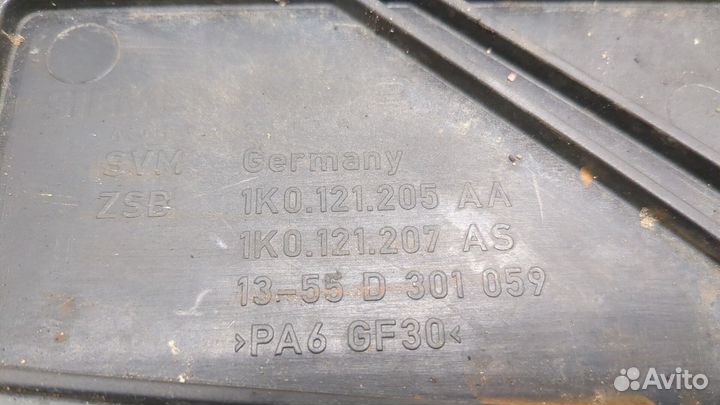 SVM Germany
ZSB 1K0.121.205 AA
1K0.121.207 AS
13-55 D 301 059
>PA6 GF30<
Avito